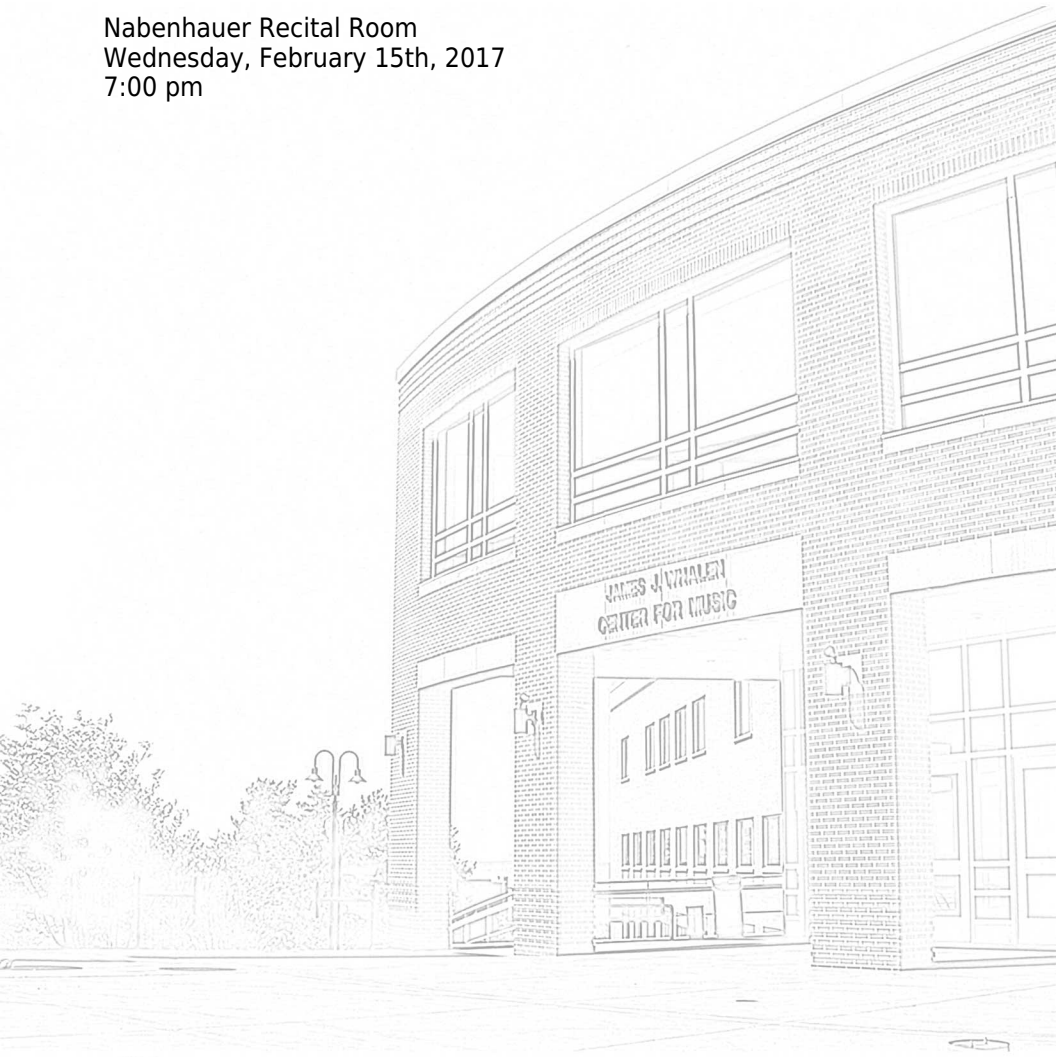 Nabenhauer Recital Room
Wednesday, February 15th, 2017
7:00 pm
JAMES J. WHALEN
CENTER FOR MUSIC